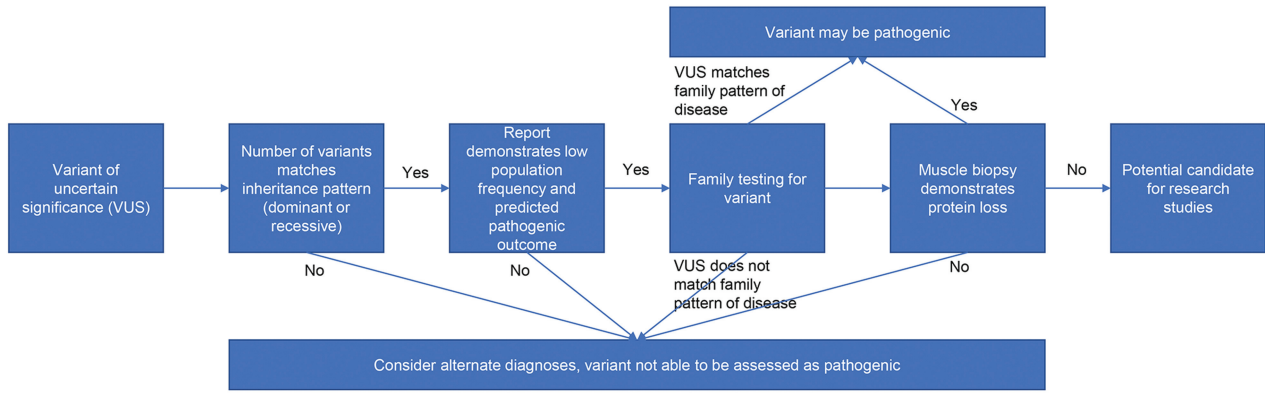 Variant may be pathogenic
VUS matches
family pattern of
disease
Yes
Variant of
uncertain
significance (VUS)
Number of variants
matches
inheritance pattern
(dominant or
recessive)
Yes
Report
demonstrates low
population
frequency and
predicted
pathogenic
outcome
Yes
Family testing for
variant
Muscle biopsy
demonstrates
protein loss
No
Potential candidate
for research
studies
No
No
VUS does not
match family
pattern of disease
No
Consider alternate diagnoses, variant not able to be assessed as pathogenic